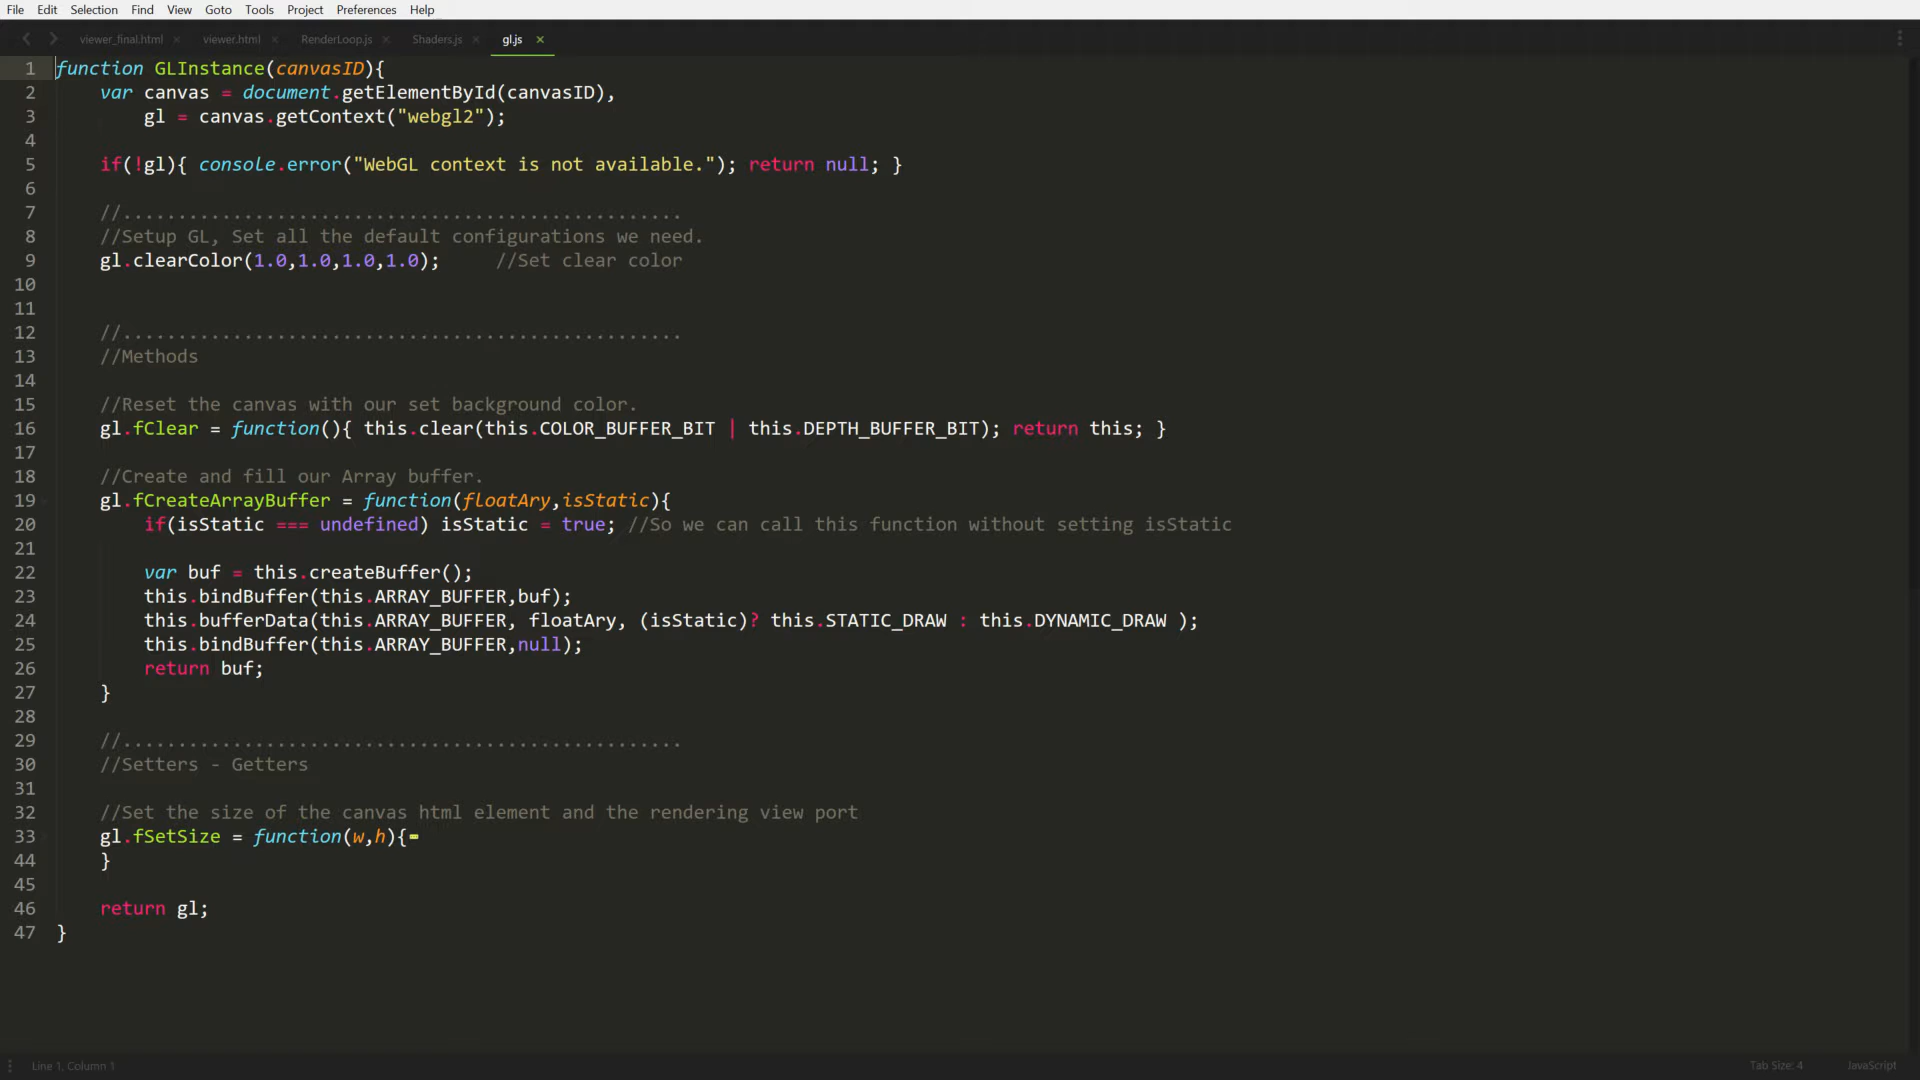 File Edit Selection Find View Goto Tools Project Preferences Help
viewer_final.html × viewer.html × RenderLoop.js × Shaders.js × gl.js ×
1 function GLInstance(canvasID){
2 var canvas = document.getElementById(canvasID),
3 gl = canvas.getContext("webgl2");
4
5 if(!gl){ console.error("WebGL context is not available."); return null; }
6
7 //...................................................
8 //Setup GL, Set all the default configurations we need.
9 gl.clearColor(1.0,1.0,1.0,1.0); //Set clear color
10
11
12 //...................................................
13 //Methods
14
15 //Reset the canvas with our set background color.
16 gl.fClear = function(){ this.clear(this.COLOR_BUFFER_BIT | this.DEPTH_BUFFER_BIT); return this; }
17
18 //Create and fill our Array buffer.
19 gl.fCreateArrayBuffer = function(floatAry,isStatic){
20 if(isStatic === undefined) isStatic = true; //So we can call this function without setting isStatic
21
22 var buf = this.createBuffer();
23 this.bindBuffer(this.ARRAY_BUFFER,buf);
24 this.bufferData(this.ARRAY_BUFFER, floatAry, (isStatic)? this.STATIC_DRAW : this.DYNAMIC_DRAW );
25 this.bindBuffer(this.ARRAY_BUFFER,null);
26 return buf;
27 }
28
29 //...................................................
30 //Setters - Getters
31
32 //Set the size of the canvas html element and the rendering view port
33 gl.fSetSize = function(w,h){
44 }
45
46 return gl;
47 }
Line 1, Column 1 Tab Size: 4 JavaScript